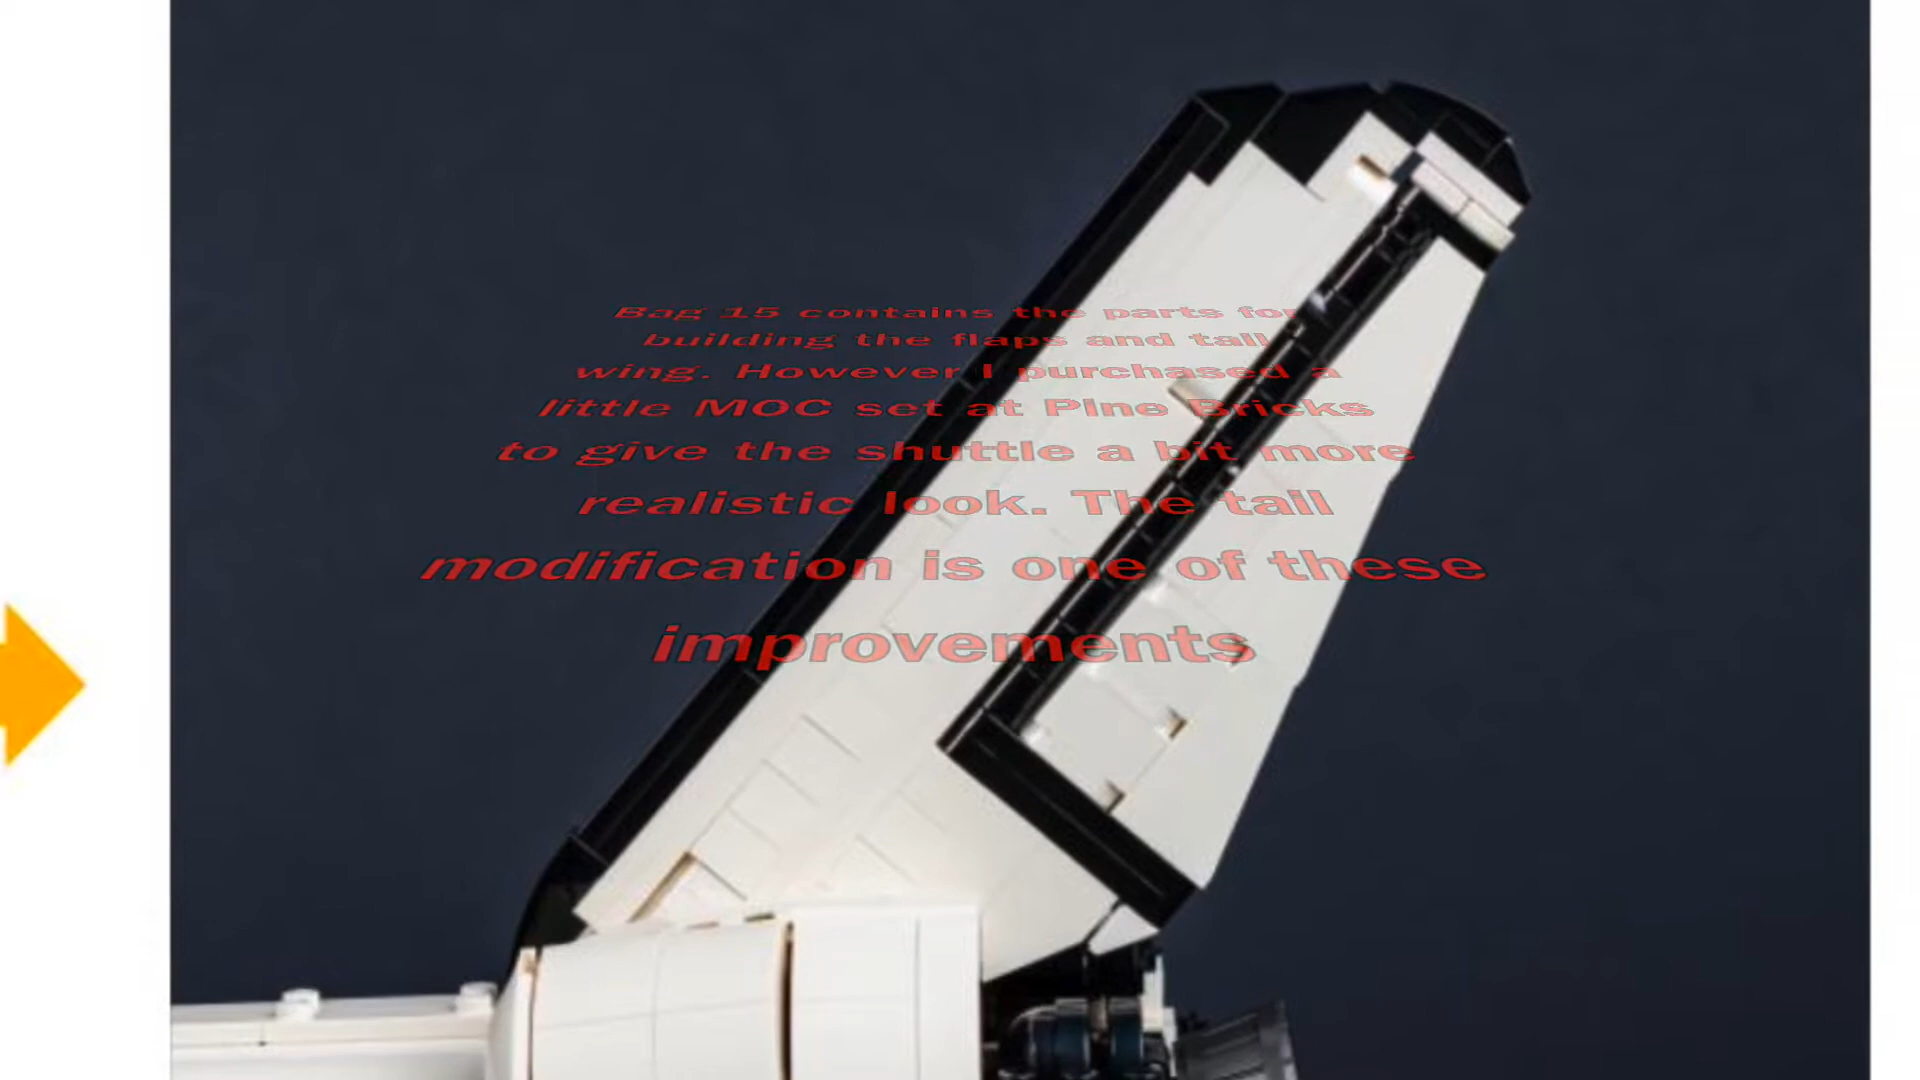 Bag 15 contains the parts for
building the flaps and tail
wing. However I purchased a
little MOC set at Pine Bricks
to give the shuttle a bit more
realistic look. The tail
modification is one of these
improvements